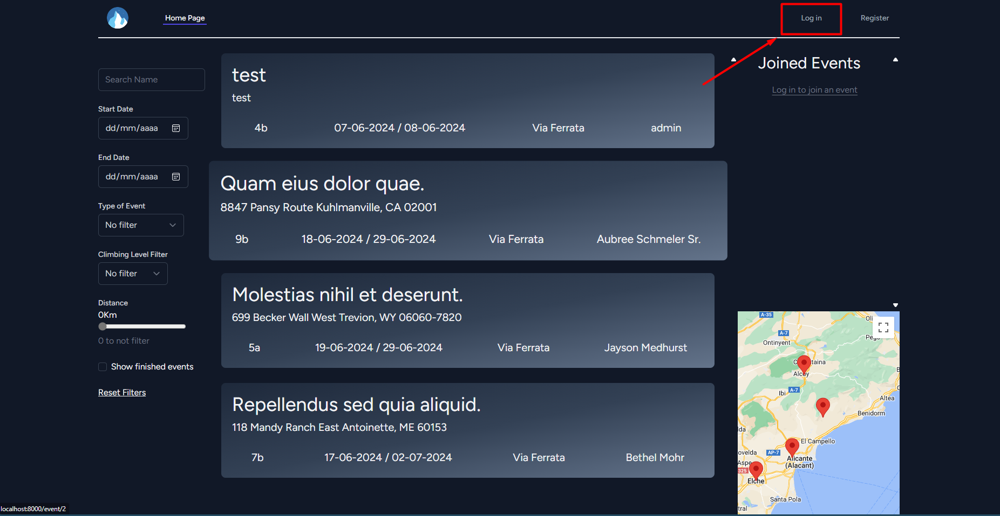 Home Page
Log in
Register
Search Name
Start Date
dd/mm/aaaa
End Date
dd/mm/aaaa
Type of Event
No filter
Climbing Level Filter
No filter
Distance
0Km
0 to not filter
Show finished events
Reset Filters
test
test
4b 07-06-2024 / 08-06-2024 Via Ferrata admin
Quam eius dolor quae.
8847 Pansy Route Kuhlmanville, CA 02001
9b 18-06-2024 / 29-06-2024 Via Ferrata Aubree Schmeler Sr.
Molestias nihil et deserunt.
699 Becker Wall West Trevion, WY 06060-7820
5a 19-06-2024 / 29-06-2024 Via Ferrata Jayson Medhurst
Repellendus sed quia aliquid.
118 Mandy Ranch East Antoinette, ME 60153
7b 17-06-2024 / 02-07-2024 Via Ferrata Bethel Mohr
Joined Events
Log in to join an event
A-35
Oli
A-7
Ontinyent
taina
Alcoy
Ibi
A-7
Altea
Benidorm
El Campello
ovelda
AP-7
Alicante
(Alacant)
Aspe
325
Elche
Santa Pola
tral
localhost:8000/event/2